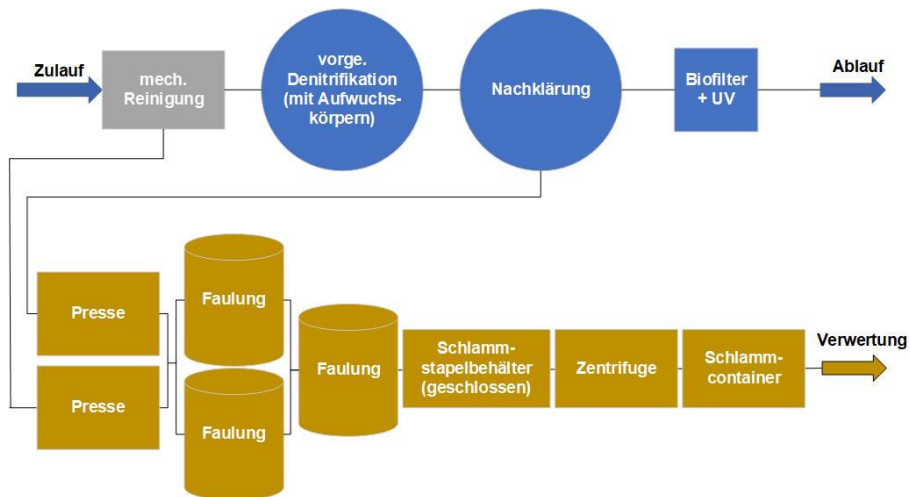 Zulauf
mech.
Reinigung
vorge.
Denitrifikation
(mit Aufwuchs-
körpern)
Nachklärung
Biofilter
+ UV
Ablauf
Presse
Presse
Faulung
Faulung
Faulung
Schlamm-
stapelbehälter
(geschlossen)
Zentrifuge
Schlamm-
container
Verwertung